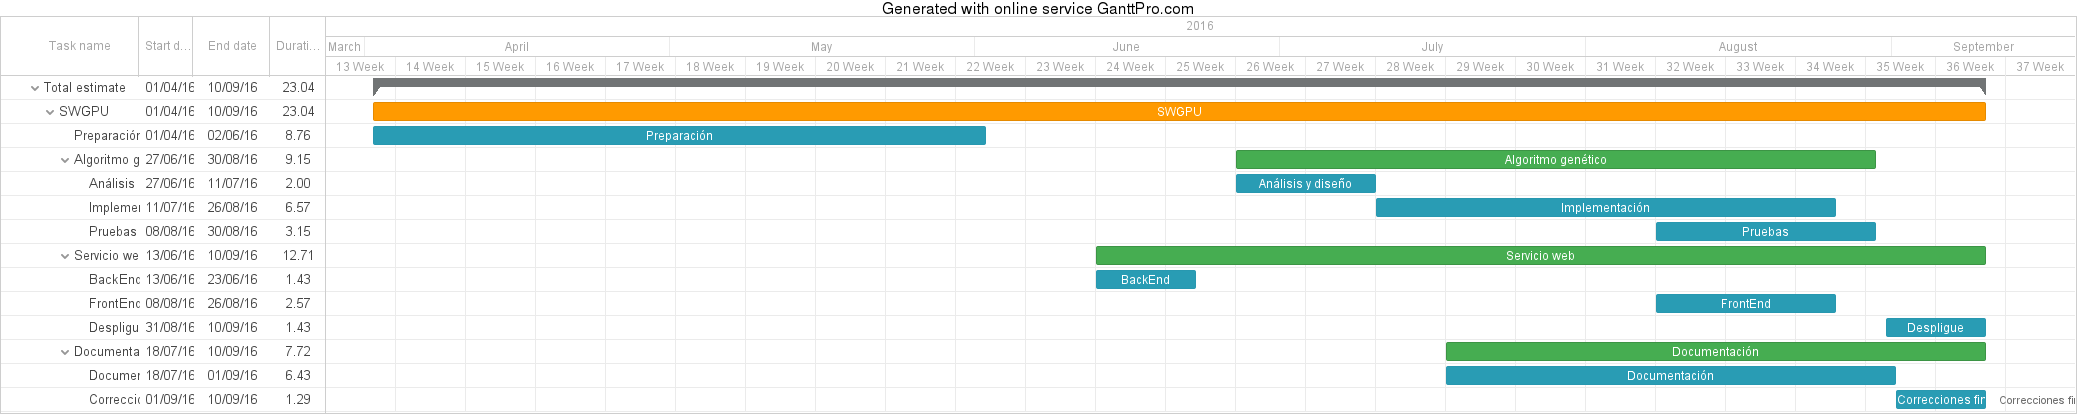 Generated with online service GanttPro.com
Task name Start d... End date Durati... 2016
March April May June July August September
13 Week 14 Week 15 Week 16 Week 17 Week 18 Week 19 Week 20 Week 21 Week 22 Week 23 Week 24 Week 25 Week 26 Week 27 Week 28 Week 29 Week 30 Week 31 Week 32 Week 33 Week 34 Week 35 Week 36 Week 37 Week
Total estimate 01/04/16 10/09/16 23.04
SWGPU 01/04/16 10/09/16 23.04 SWGPU
Preparación 01/04/16 02/06/16 8.76 Preparación
Algoritmo g 27/06/16 30/08/16 9.15 Algoritmo genético
Análisis 27/06/16 11/07/16 2.00 Análisis y diseño
Implemen 11/07/16 26/08/16 6.57 Implementación
Pruebas 08/08/16 30/08/16 3.15 Pruebas
Servicio we 13/06/16 10/09/16 12.71 Servicio web
BackEnd 13/06/16 23/06/16 1.43 BackEnd
FrontEnd 08/08/16 26/08/16 2.57 FrontEnd
Despligu 31/08/16 10/09/16 1.43 Despligue
Documenta 18/07/16 10/09/16 7.72 Documentación
Documen 18/07/16 01/09/16 6.43 Documentación
Correcci 01/09/16 10/09/16 1.29 Correcciones fin Correcciones fin